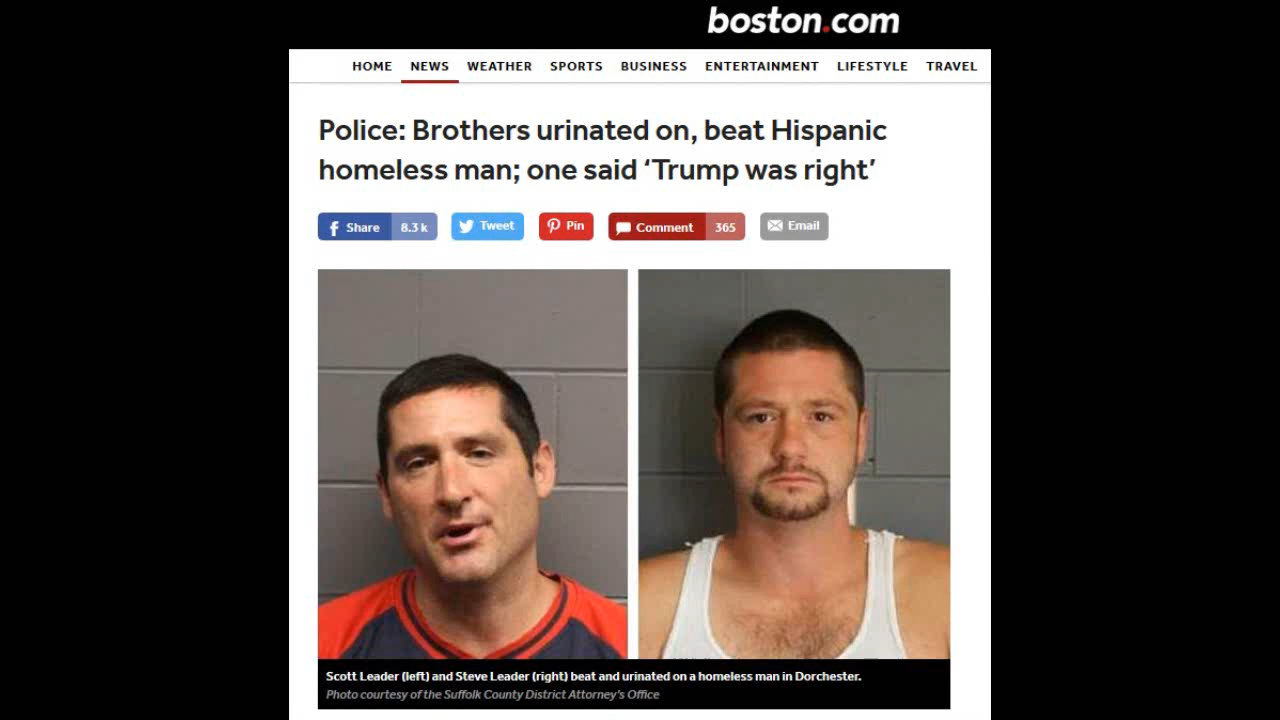 boston.com
HOME NEWS WEATHER SPORTS BUSINESS ENTERTAINMENT LIFESTYLE TRAVEL
Police: Brothers urinated on, beat Hispanic
homeless man; one said ‘Trump was right’
Share 8.3 k Tweet Pin Comment 365 Email
Scott Leader (left) and Steve Leader (right) beat and urinated on a homeless man in Dorchester.
Photo courtesy of the Suffolk County District Attorney's Office